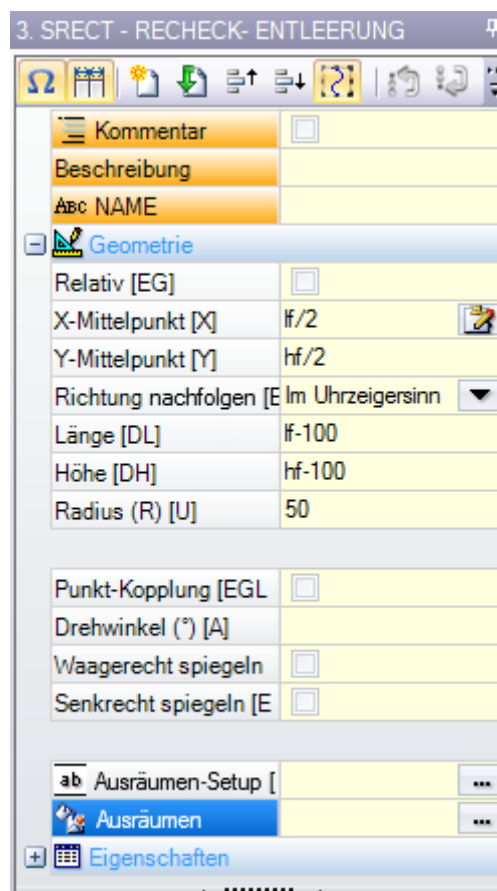 3. SRECT - RECHECK- ENTLEERUNG
Kommentar
Beschreibung
ABC NAME
Geometrie
Relativ [EG]
X-Mittelpunkt [X] lf/2
Y-Mittelpunkt [Y] hf/2
Richtung nachfolgen [E Im Uhrzeigersinn
Länge [DL] lf-100
Höhe [DH] hf-100
Radius (R) [U] 50
Punkt-Kopplung [EGL
Drehwinkel (°) [A]
Waagerecht spiegeln
Senkrecht spiegeln [E
ab Ausräumen-Setup [ ...
Ausräumen ...
Eigenschaften